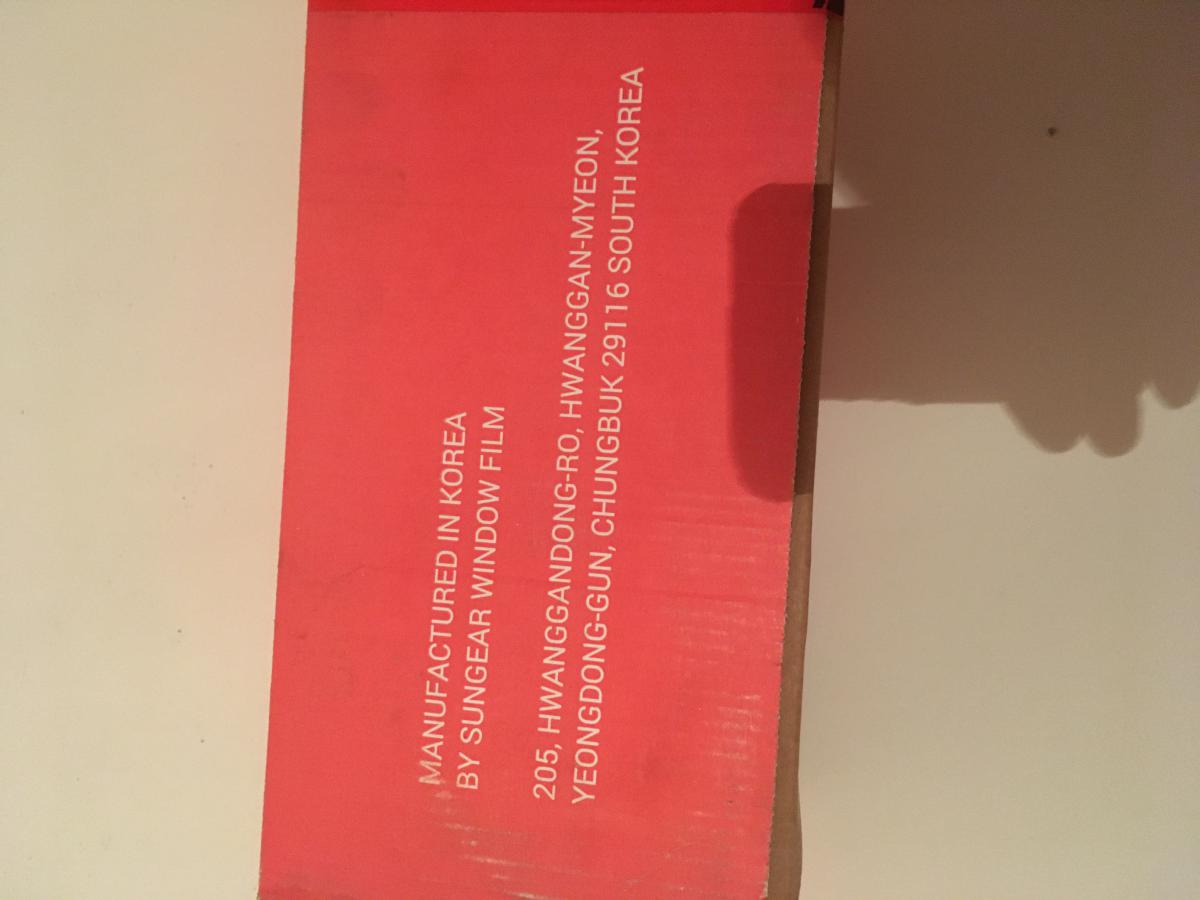 MANUFACTURED IN KOREA
BY SUNGEAR WINDOW FILM
205, HWANGGANDONG-RO, HWANGGAN-MYEON,
YEONGDONG-GUN, CHUNGBUK 29116 SOUTH KOREA